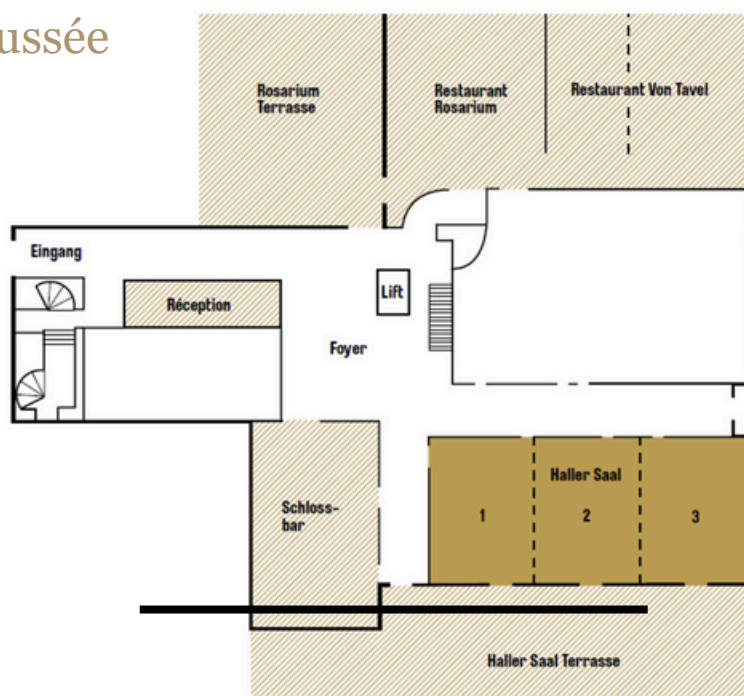 ussée
Rosarium
Terrasse
Restaurant
Rosarium
Restaurant Von Tavel
Eingang
Réception
Lift
Foyer
Schloss-
bar
Haller Saal
1
2
3
Haller Saal Terrasse